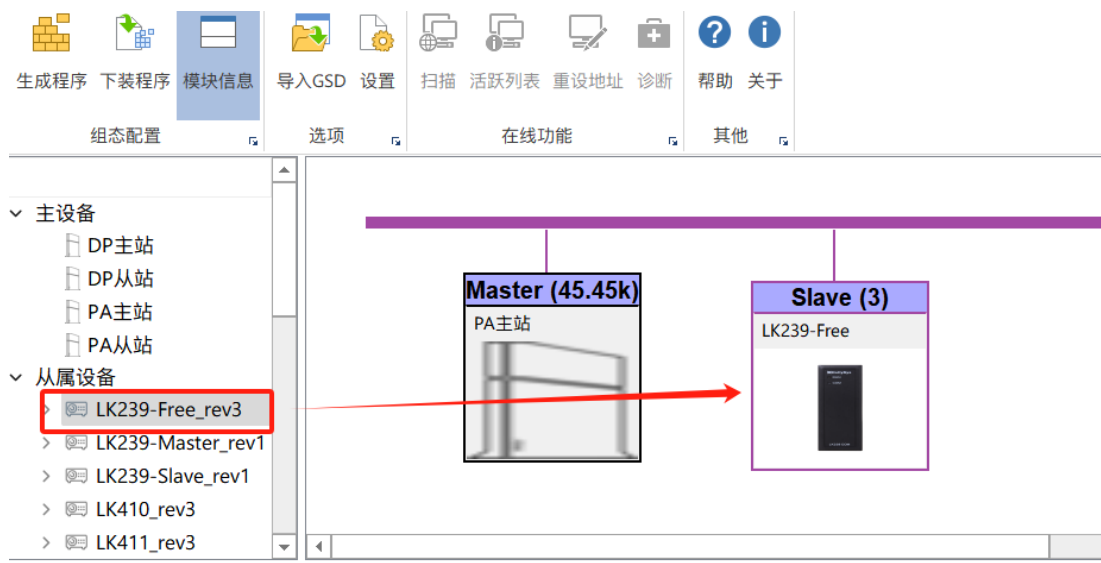 生成程序 下装程序 模块信息 导入GSD 设置 扫描 活跃列表 重设地址 诊断 帮助 关于
组态配置 选项 在线功能 其他
主设备
DP主站
DP从站
PA主站
PA从站
从属设备
LK239-Free_rev3
LK239-Master_rev1
LK239-Slave_rev1
LK410_rev3
LK411_rev3
Master (45.45k)
PA主站
Slave (3)
LK239-Free